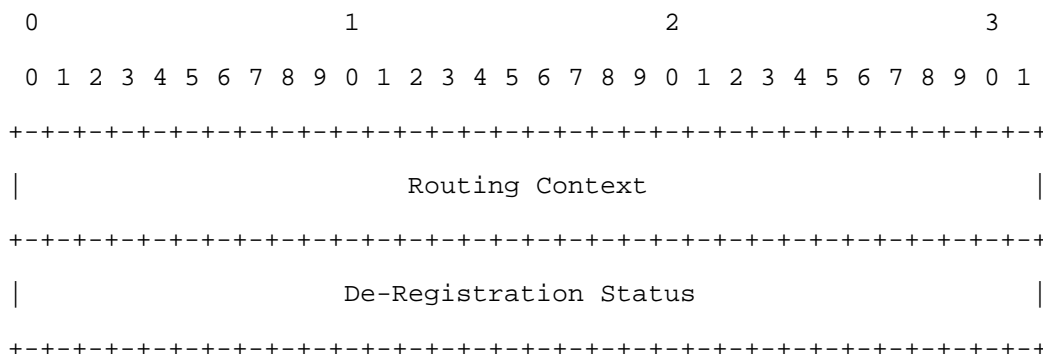 0                   1                   2                   3
 0 1 2 3 4 5 6 7 8 9 0 1 2 3 4 5 6 7 8 9 0 1 2 3 4 5 6 7 8 9 0 1
+-+-+-+-+-+-+-+-+-+-+-+-+-+-+-+-+-+-+-+-+-+-+-+-+-+-+-+-+-+-+-+-+
|                        Routing Context                        |
+-+-+-+-+-+-+-+-+-+-+-+-+-+-+-+-+-+-+-+-+-+-+-+-+-+-+-+-+-+-+-+-+
|                    De-Registration Status                     |
+-+-+-+-+-+-+-+-+-+-+-+-+-+-+-+-+-+-+-+-+-+-+-+-+-+-+-+-+-+-+-+-+